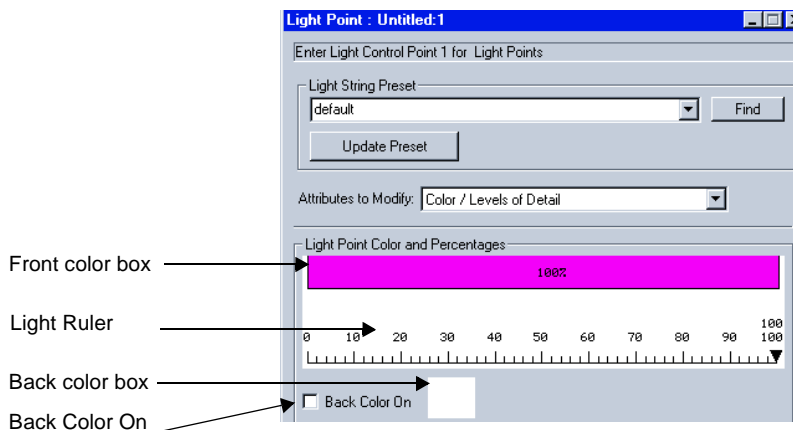 Light Point : Untitled:1
Enter Light Control Point 1 for Light Points
Light String Preset
default
Find
Update Preset
Attributes to Modify: Color / Levels of Detail
Light Point Color and Percentages
Front color box
100%
Light Ruler
100
0 10 20 30 40 50 60 70 80 90 100
Back color box
Back Color On
Back Color On